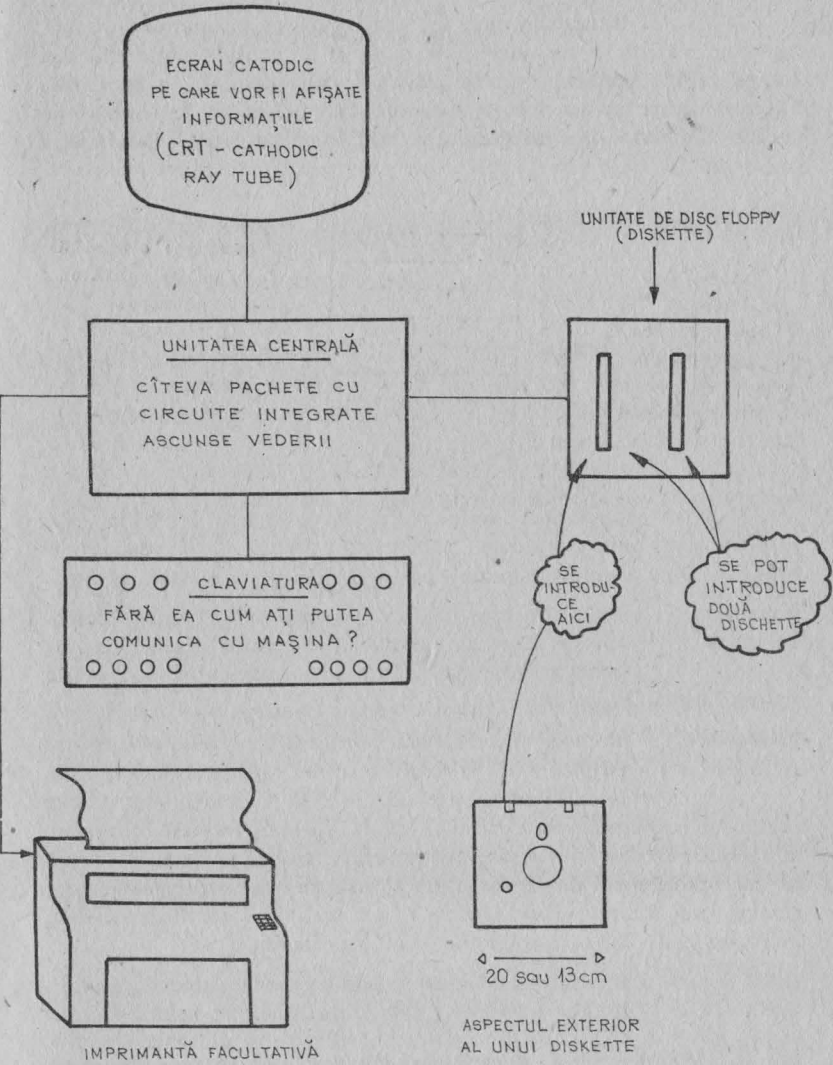 ECRAN CATODIC
PE CARE VOR FI AFIŞATE
INFORMAŢIILE
(CRT - CATHODIC
RAY TUBE)
UNITATE DE DISC FLOPPY
(DISKETTE)
UNITATEA CENTRALĂ
CÎTEVA PACHETE CU
CIRCUITE INTEGRATE
ASCUNSE VEDERII
CLAVIATURA
FĂRĂ EA CUM AŢI PUTEA
COMUNICA CU MAŞINA?
SE
INTRODU-
CE
AICI
SE POT
INTRODUCE
DOUĂ
DISCHETTE
20 sau 13cm
ASPECTUL EXTERIOR
AL UNUI DISKETTE
IMPRIMANTĂ FACULTATIVĂ